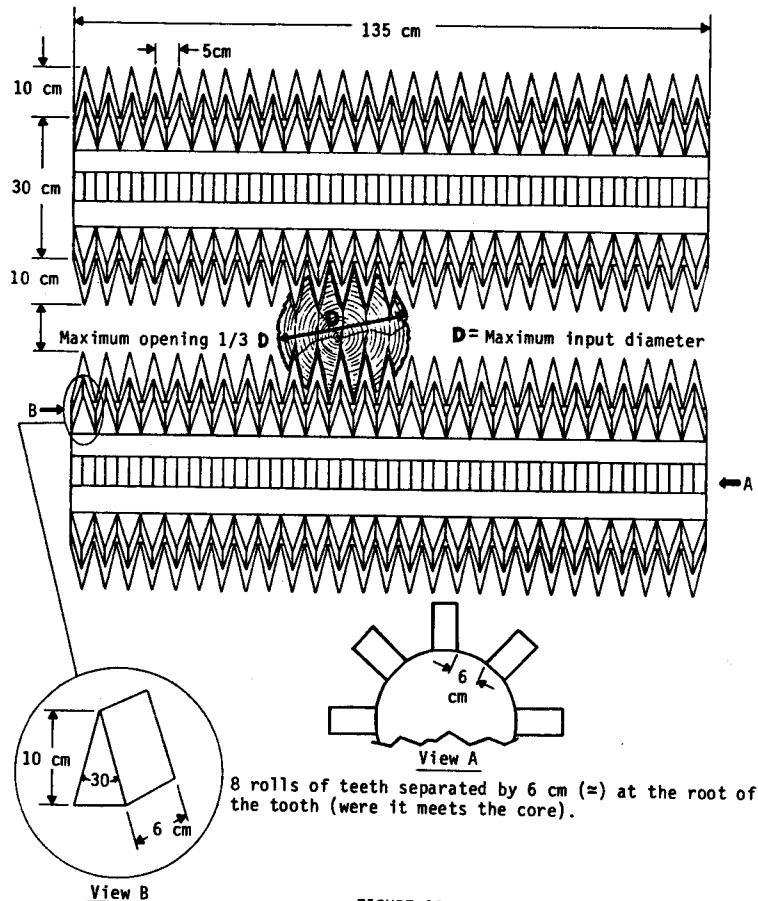 135 cm
5cm
10 cm
30 cm
10 cm
Maximum opening 1/3 D
D
D= Maximum input diameter
B
A
6
cm
View A
10 cm
30
6 cm
8 rolls of teeth separated by 6 cm (≃) at the root of
the tooth (were it meets the core).
View B